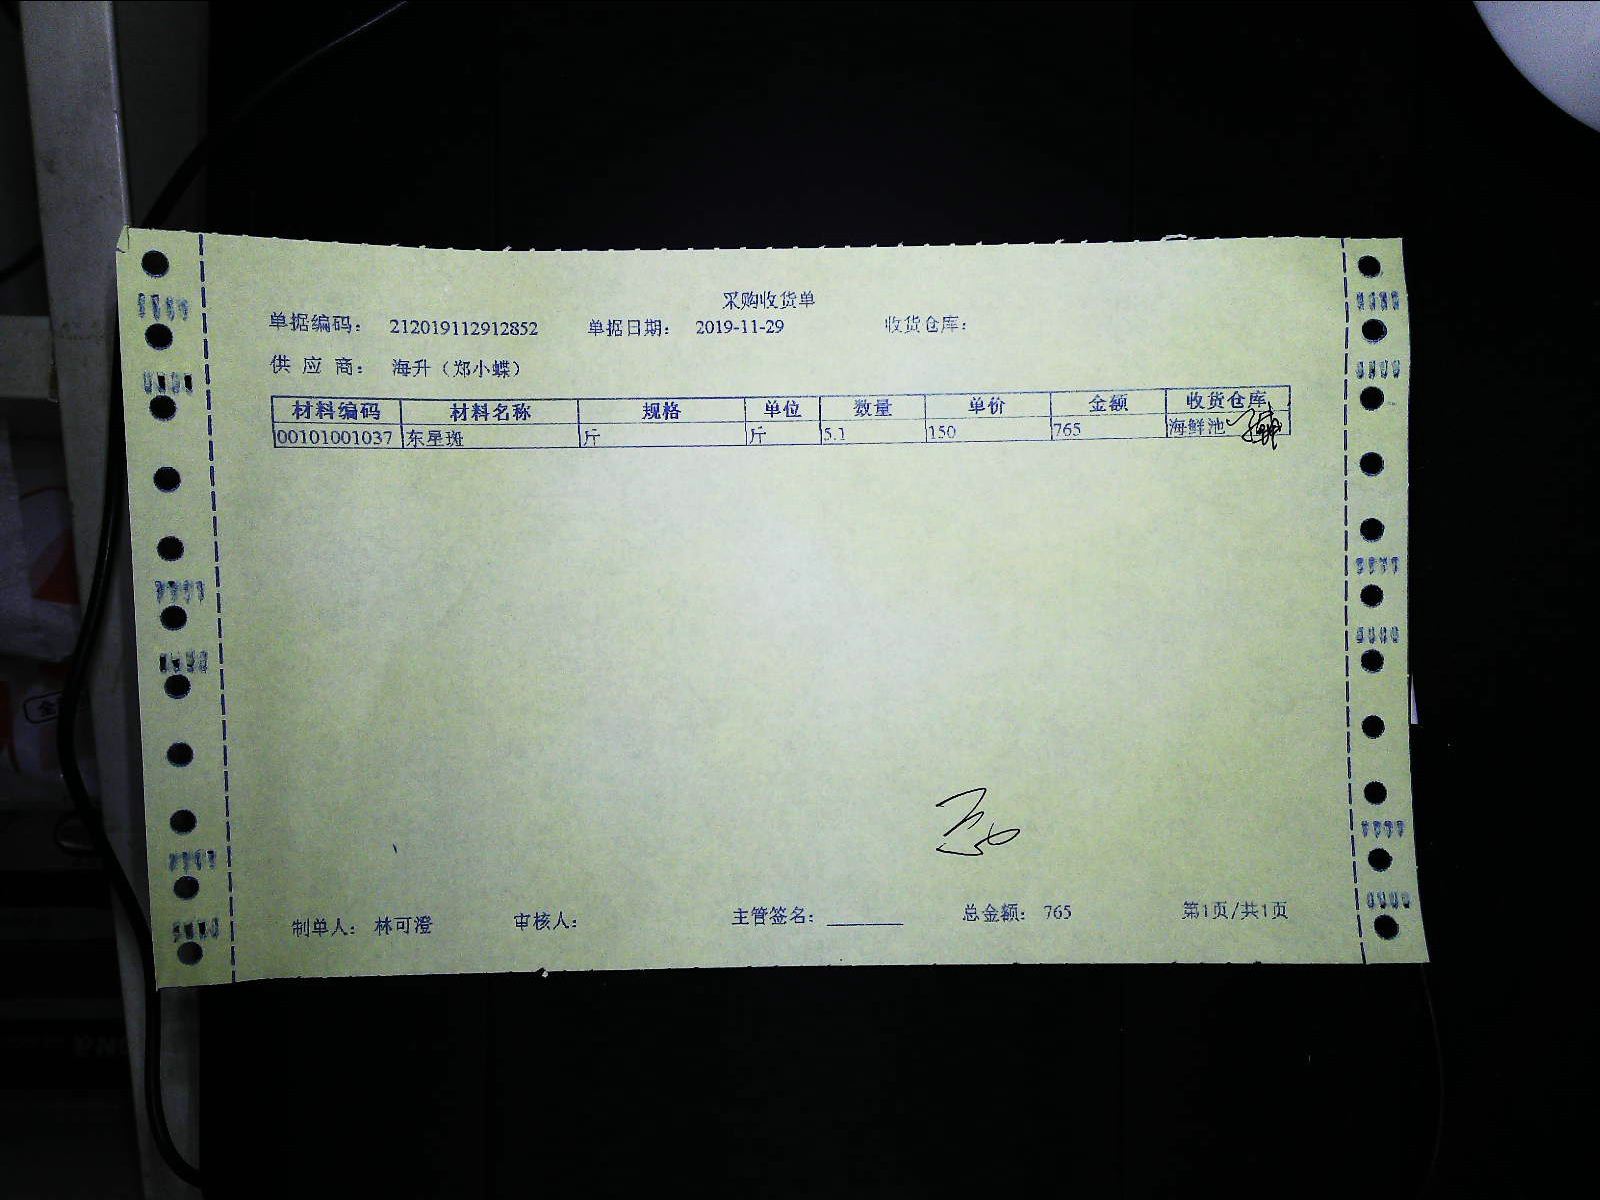 采购收货单
单据编码： 212019112912852 单据日期： 2019-11-29 收货仓库：
供 应 商： 海升（郑小蝶）
材料编码 材料名称 规格 单位 数量 单价 金额 收货仓库
00101001037 东星斑 斤 斤 5.1 150 765 海鲜池
制单人： 林可澄 审核人： 主管签名： 总金额： 765 第1页/共1页